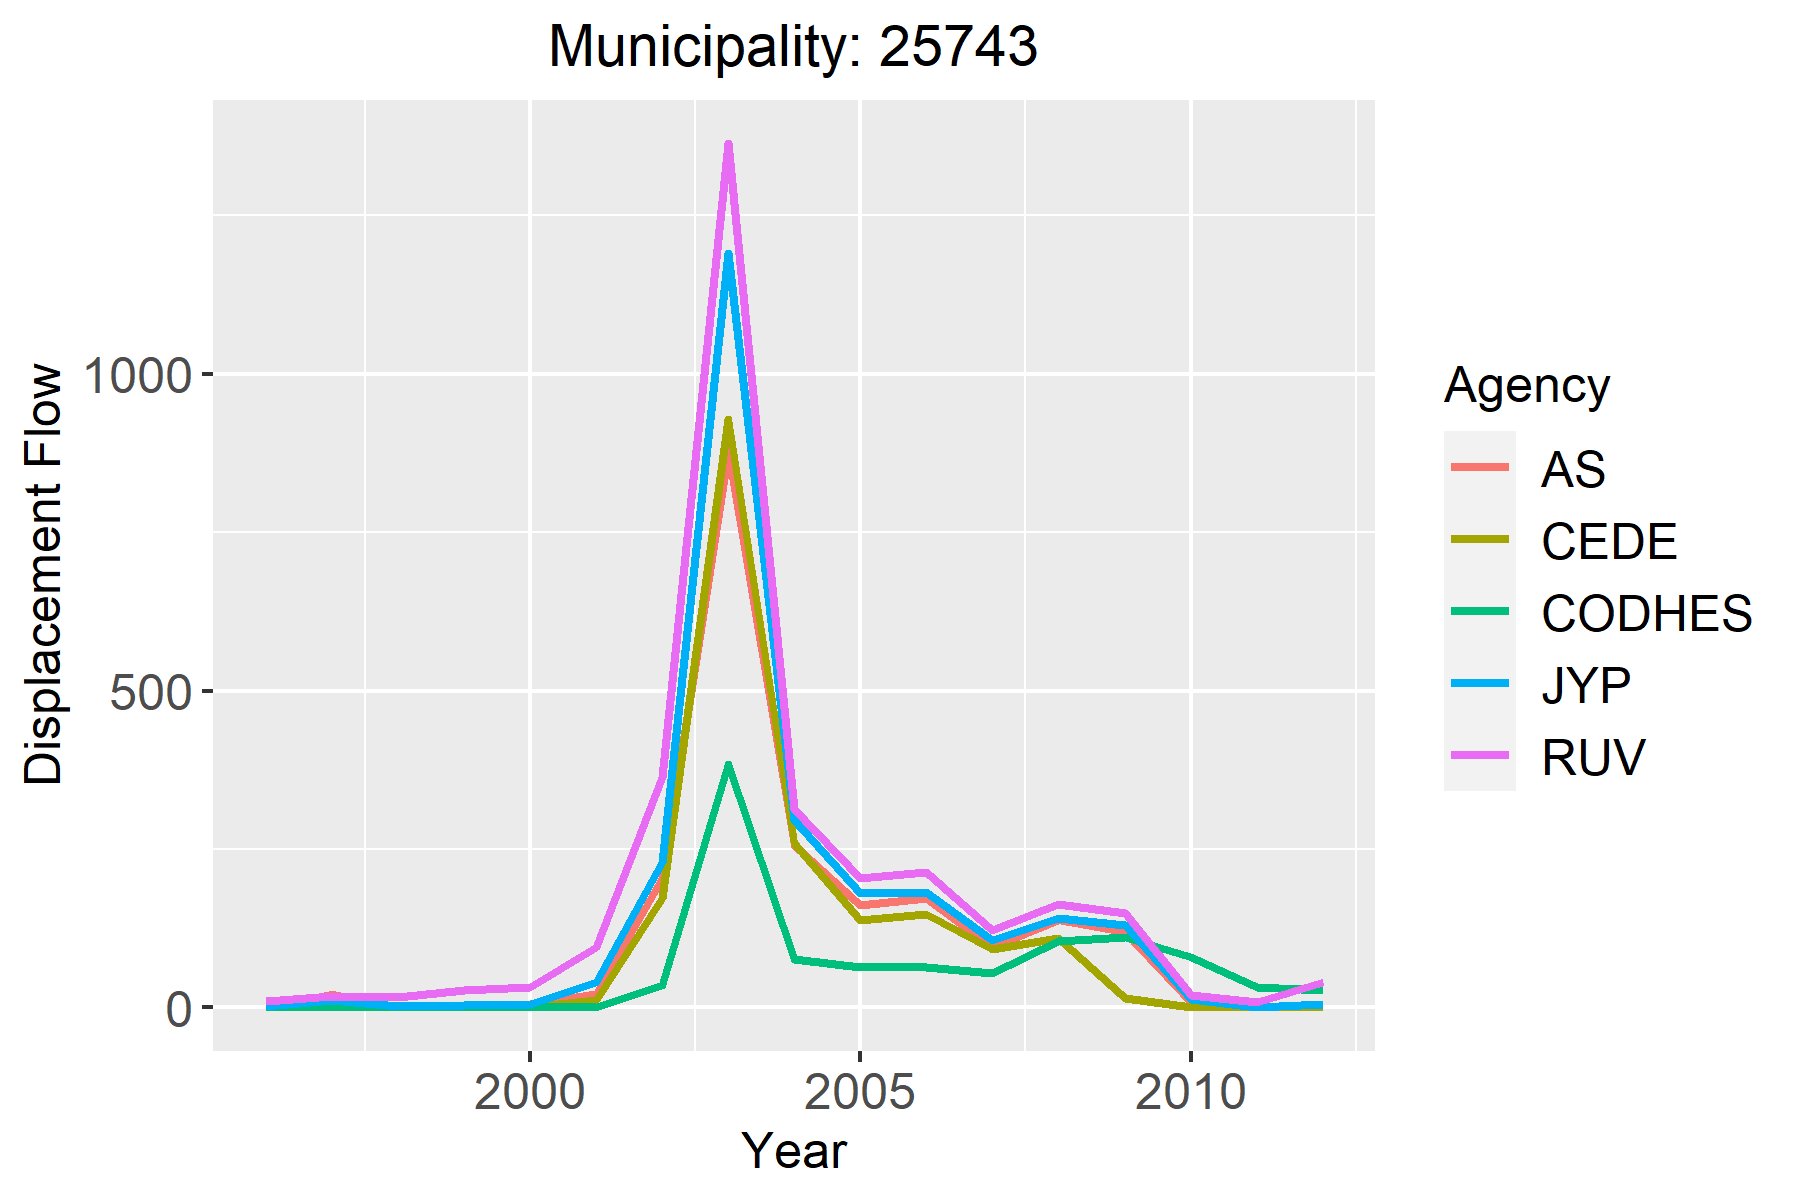 Municipality: 25743
Displacement Flow
1000
500
0
2000
2005
2010
Year
Agency
AS
CEDE
CODHES
JYP
RUV